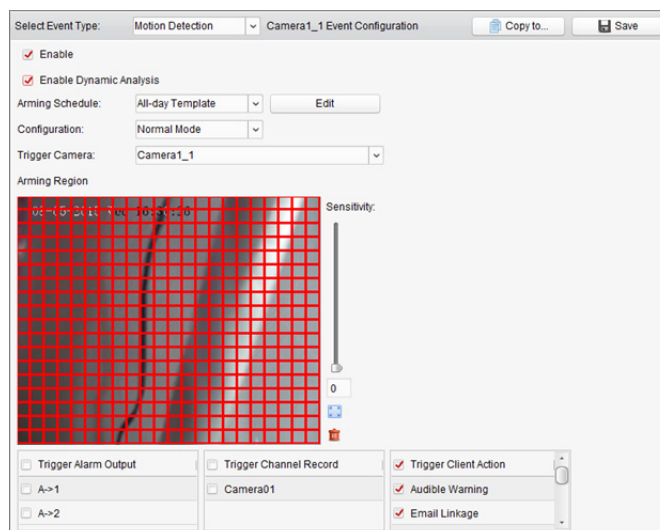 Select Event Type: Motion Detection Camera1_1 Event Configuration Copy to... Save
Enable
Enable Dynamic Analysis
Arming Schedule: All-day Template Edit
Configuration: Normal Mode
Trigger Camera: Camera1_1
Arming Region
Sensitivity:
0
Trigger Alarm Output Trigger Channel Record Trigger Client Action
A->1 Camera01 Audible Warning
A->2 Email Linkage